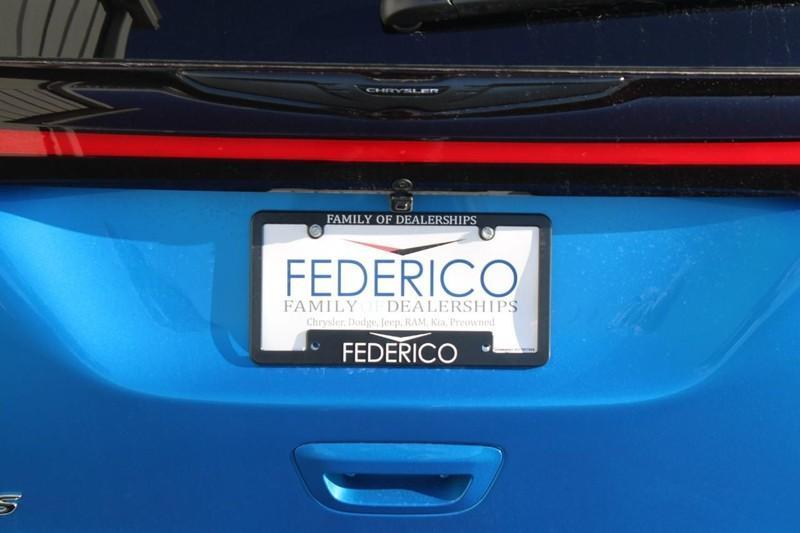 CHRYSLER
FAMILY OF DEALERSHIPS
FEDERICO
FAMILY OF DEALERSHIPS
Chrysler, Dodge, Jeep, RAM, Kia, Preowned
FEDERICO
S